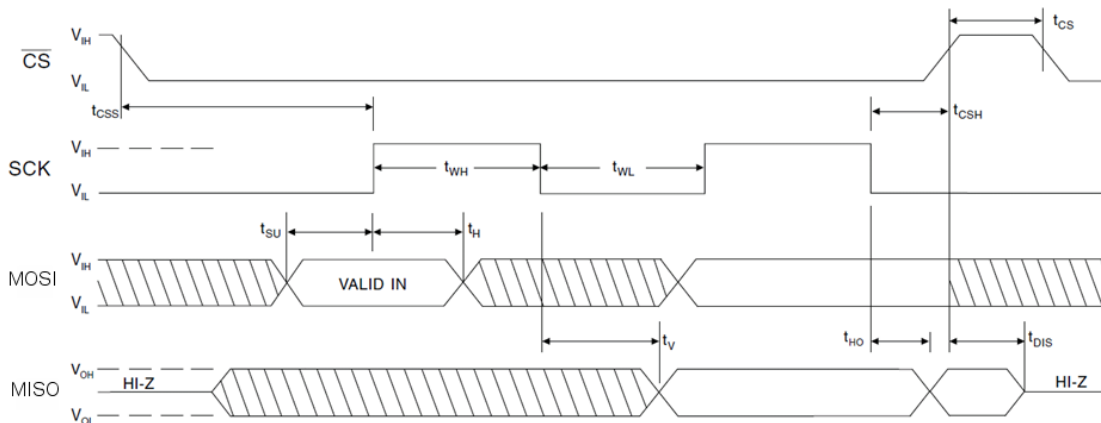 V_IH
t_CS
CS
V_IL
t_CSS
t_CSH
V_IH
SCK
t_WH
t_WL
V_IL
t_SU
t_H
V_IH
MOSI
VALID IN
V_IL
t_V
t_HO
t_DIS
V_OH
MISO
HI-Z
HI-Z
V_OL